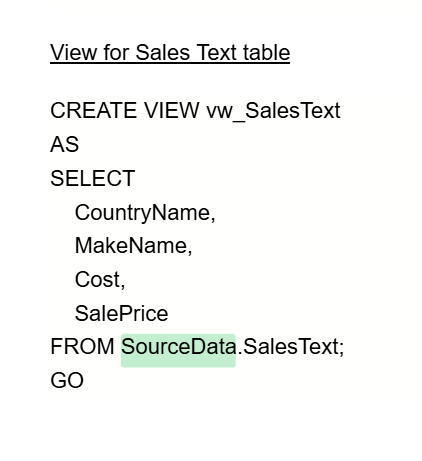 View for Sales Text table
CREATE VIEW vw_SalesText
AS
SELECT
CountryName,
MakeName,
Cost,
SalePrice
FROM SourceData.SalesText;
GO